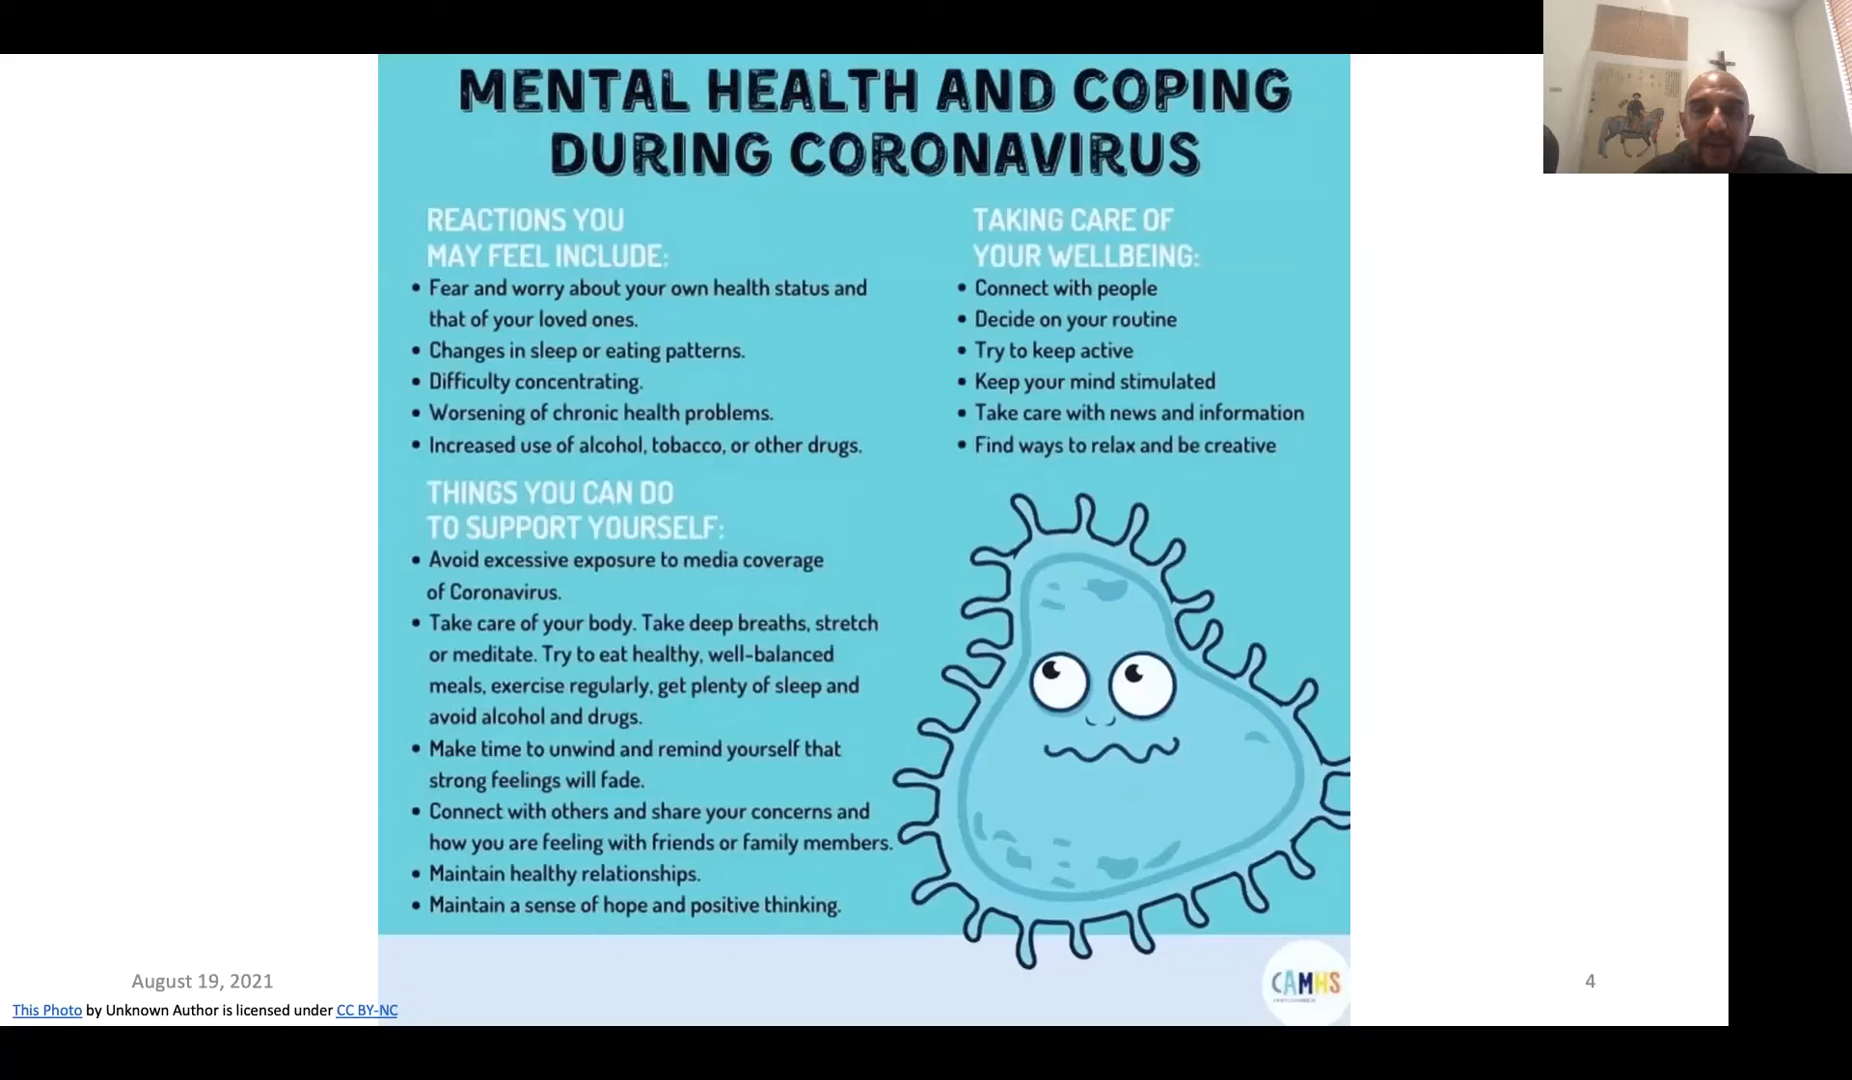 MENTAL HEALTH AND COPING
DURING CORONAVIRUS
REACTIONS YOU
MAY FEEL INCLUDE:
• Fear and worry about your own health status and
that of your loved ones.
• Changes in sleep or eating patterns.
• Difficulty concentrating.
• Worsening of chronic health problems.
• Increased use of alcohol, tobacco, or other drugs.
THINGS YOU CAN DO
TO SUPPORT YOURSELF:
• Avoid excessive exposure to media coverage
of Coronavirus.
• Take care of your body. Take deep breaths, stretch
or meditate. Try to eat healthy, well-balanced
meals, exercise regularly, get plenty of sleep and
avoid alcohol and drugs.
• Make time to unwind and remind yourself that
strong feelings will fade.
• Connect with others and share your concerns and
how you are feeling with friends or family members.
• Maintain healthy relationships.
• Maintain a sense of hope and positive thinking.
TAKING CARE OF
YOUR WELLBEING:
• Connect with people
• Decide on your routine
• Try to keep active
• Keep your mind stimulated
• Take care with news and information
• Find ways to relax and be creative
CAMHS
August 19, 2021
4
This Photo by Unknown Author is licensed under CC BY-NC